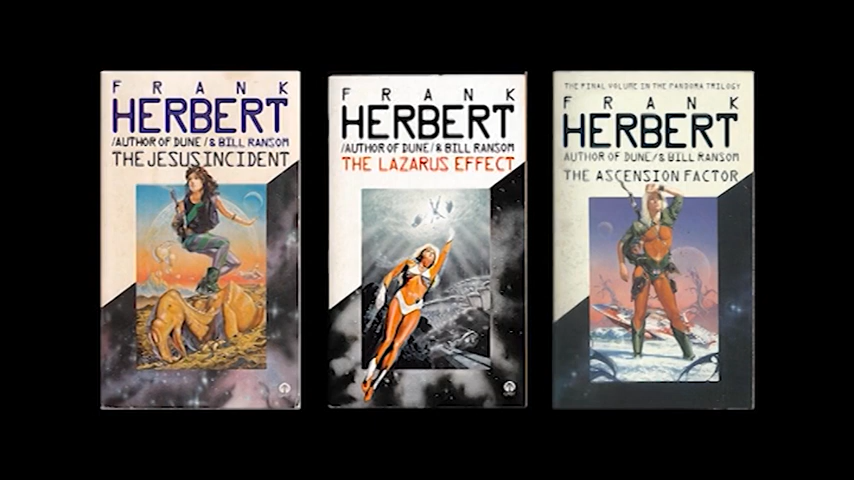 FRANK
HERBERT
/AUTHOR OF DUNE/& BILL RANSOM
THE JESUS INCIDENT
FRANK
HERBERT
/AUTHOR OF DUNE/& BILL RANSOM
THE LAZARUS EFFECT
THE FINAL VOLUME IN THE PANDORA TRILOGY
FRANK
HERBERT
AUTHOR OF DUNE/& BILL RANSOM
THE ASCENSION FACTOR